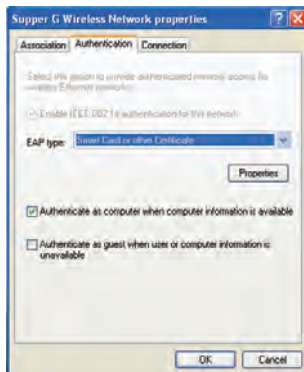 Supper G Wireless Network properties
Association Authentication Connection
Select this option to provide authenticated network access for
wireless Ethernet networks.
Enable IEEE 802.1x authentication for this network
EAP type: Smart Card or other Certificate
Properties
Authenticate as computer when computer information is available
Authenticate as guest when user or computer information is
unavailable
OK Cancel